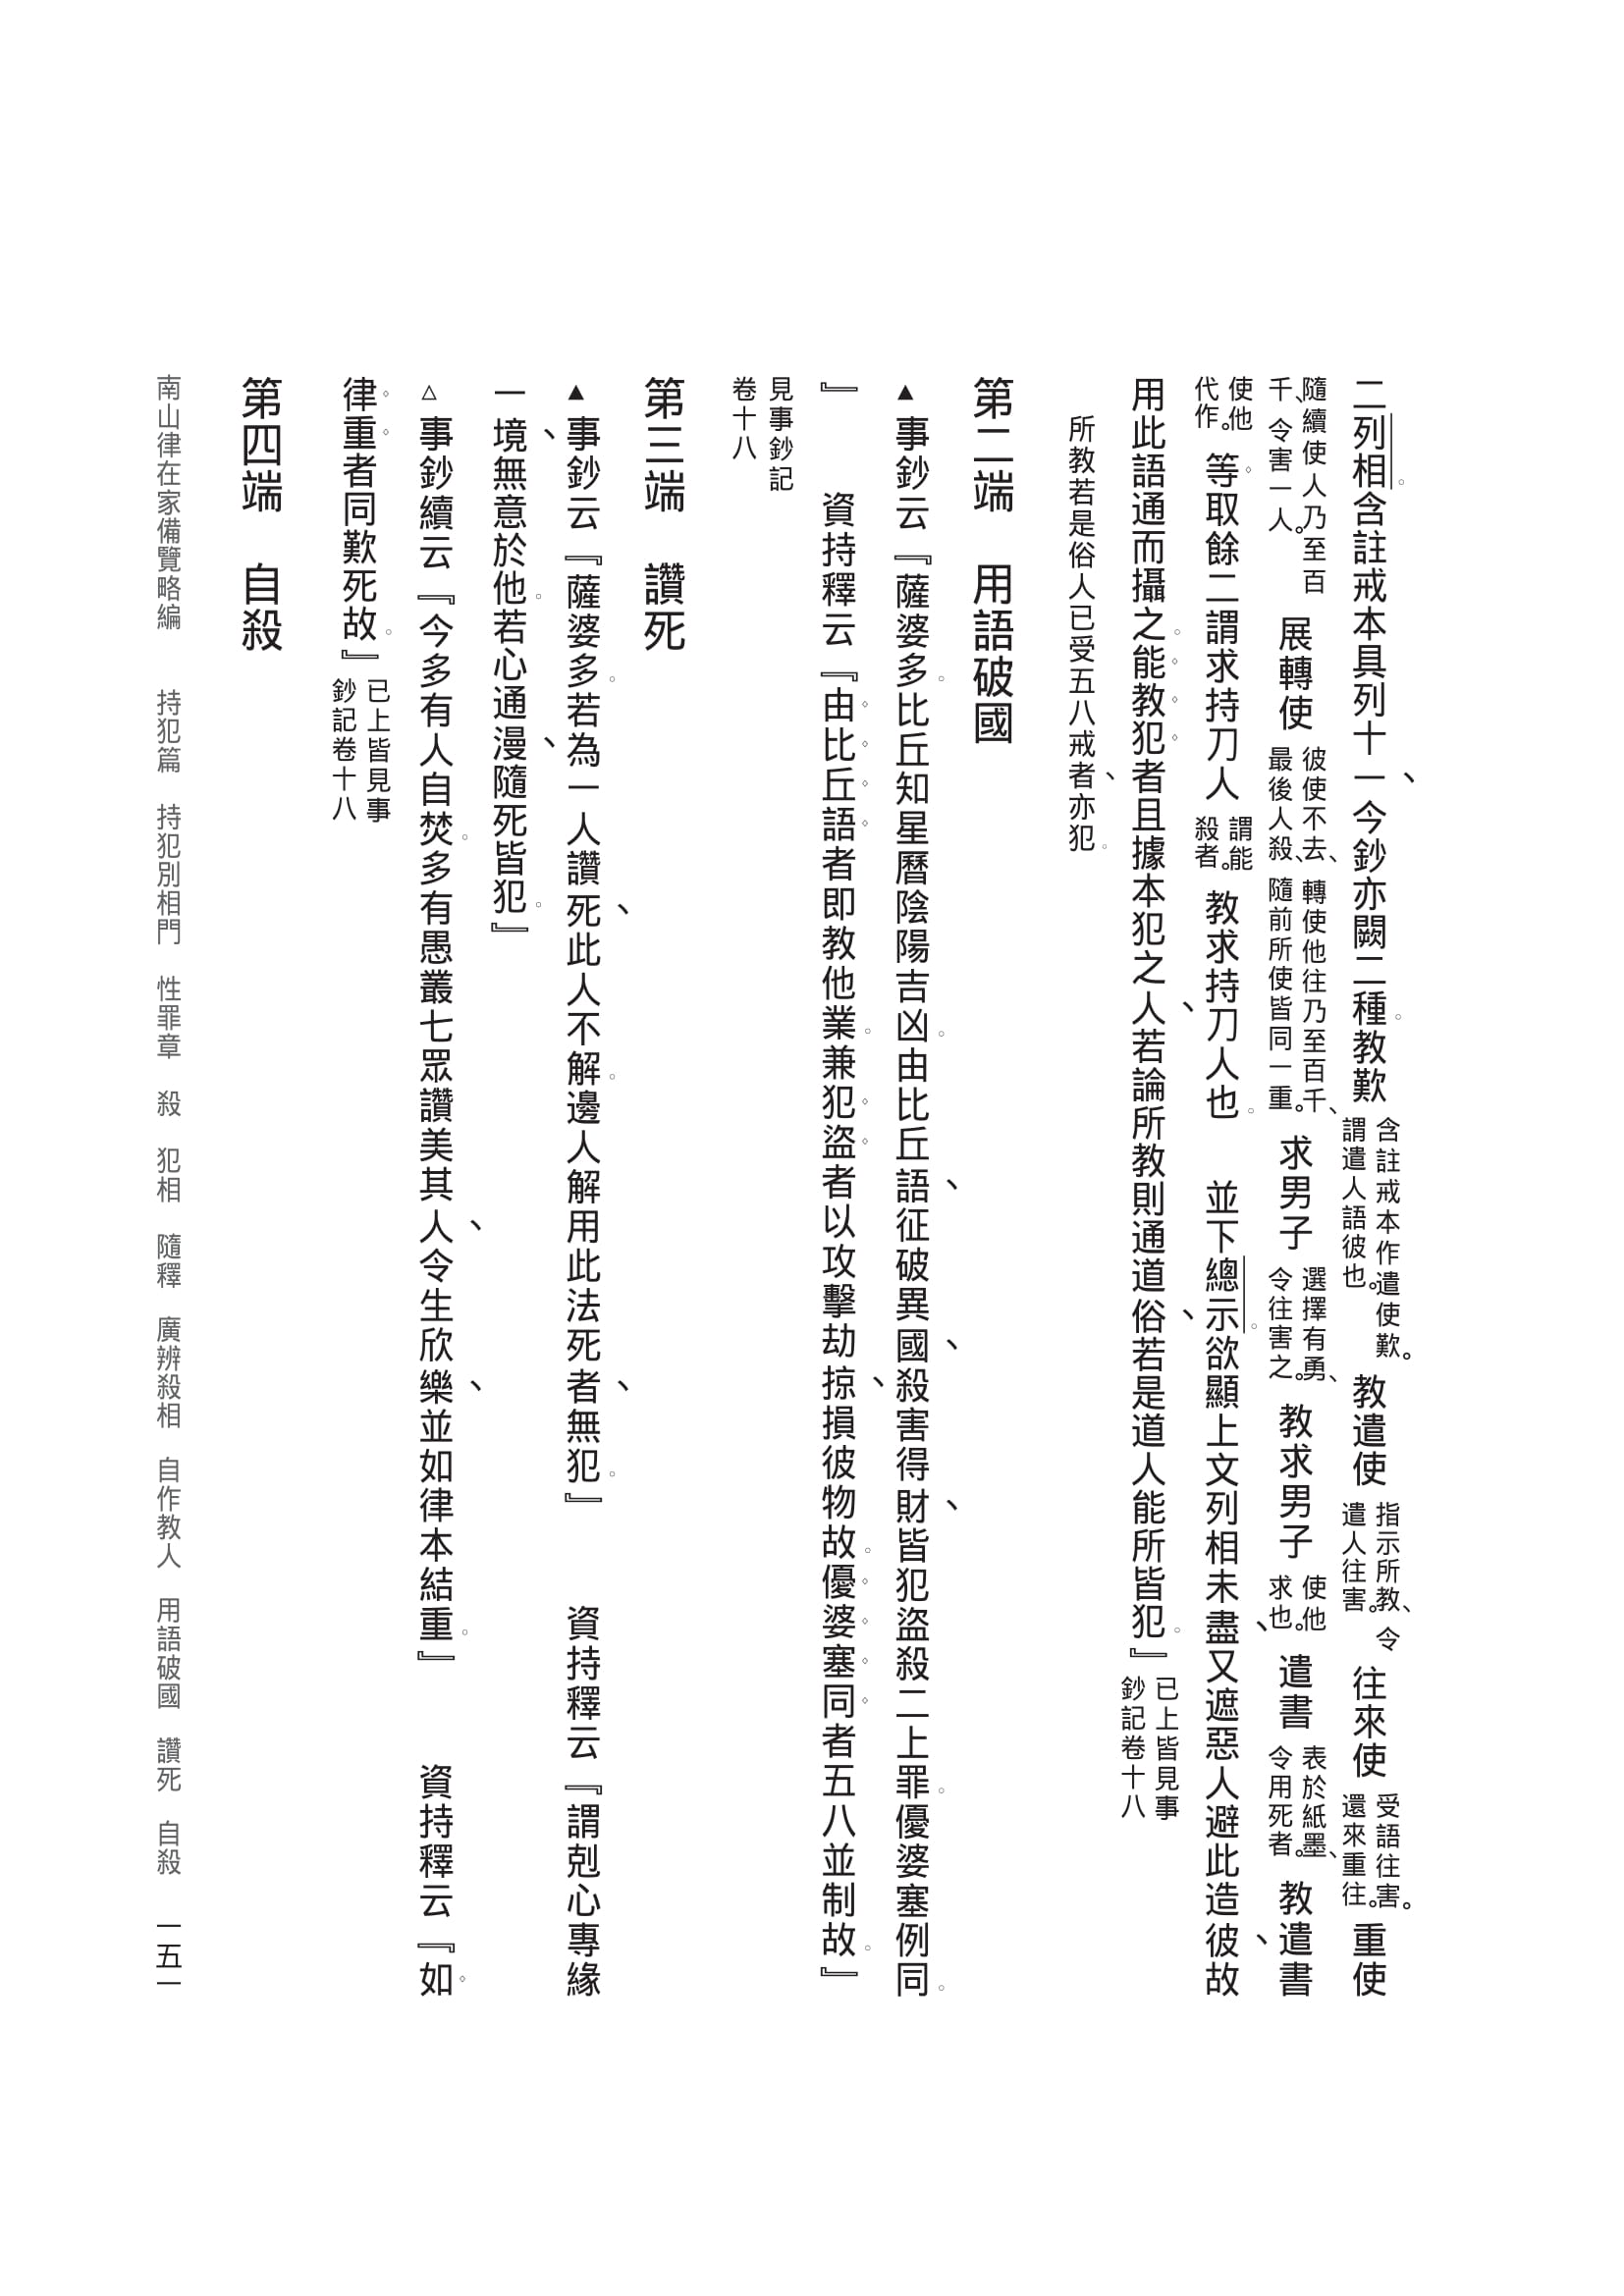 二列相。含註戒本具列十一、今鈔亦闕二種。教歎含註戒本作遣使歎。謂遣人語彼也。教遣使指示所教、令遣人往害。往來使受語往害。還來重往。重使
隨續使人乃至百千、令害一人。展轉使彼使不去、轉使他往乃至百千、最後人殺、隨前所使皆同一重。求男子選擇有勇、令往害之。教求男子使他求也。遣書表於紙墨、令用死者。教遣書
使他代作。等取餘二謂求持刀人謂能殺者。教求持刀人也。　並下總示。欲顯上文列相未盡、又遮惡人避此造彼、故
用此語通而攝之。能教犯者且據本犯之人、若論所教則通道俗、若是道人能所皆犯。』已上皆見事鈔記卷十八
所教若是俗人已受五八戒者、亦犯。
第二端　用語破國
▲事鈔云『薩婆多。比丘知星曆陰陽吉凶。由比丘語、征破異國、殺害得財、皆犯盜殺二上罪。優婆塞例同。
』　　資持釋云『由比丘語者即教他業。兼犯盜者以攻擊劫掠、損彼物故。優婆塞同者五八並制故。』
見事鈔記卷十八
第三端　讚死
▲事鈔云『薩婆多。若為一人讚死、此人不解。邊人解用此法死者、無犯。』　　資持釋云『謂剋心專緣
一境、無意於他。若心通漫、隨死皆犯。』
△事鈔續云『今多有人自焚。多有愚叢七眾讚美其人、令生欣樂、並如律本結重。』　　資持釋云『如
律重者同歎死故。』已上皆見事鈔記卷十八
第四端　自殺
南山律在家備覽略編　　持犯篇　持犯別相門　性罪章　殺　犯相　隨釋　廣辨殺相　自作教人　用語破國　讚死　自殺　一五一